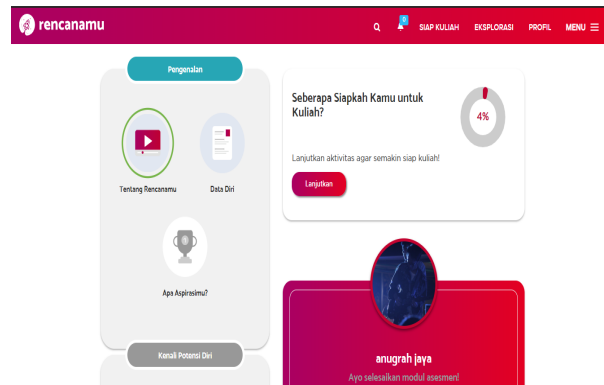 rencanamu
0
SIAP KULIAH
EKSPLORASI
PROFIL
MENU
Pengenalan
Tentang Rencanamu
Data Diri
Apa Aspirasimu?
Kenali Potensi Diri
Seberapa Siapkah Kamu untuk
Kuliah?
4%
Lanjutkan aktivitas agar semakin siap kuliah!
Lanjutkan
anugrah jaya
Ayo selesaikan modul asesmen!